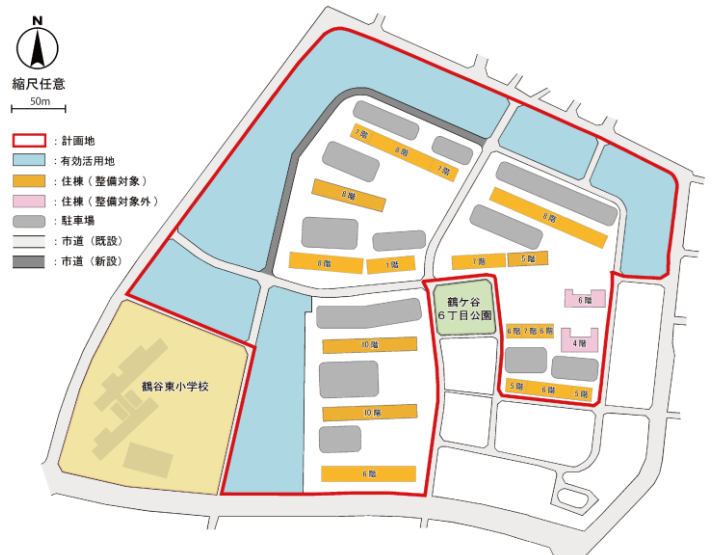 N
縮尺任意
50m
：計画地
：有効活用地
：住棟（整備対象）
：住棟（整備対象外）
：駐車場
：市道（既設）
：市道（新設）
3階
8階
7階
8階
8階
7階
8階
7階
5階
鶴ケ谷
6丁目公園
6階
6階
7階
6階
4階
5階
6階
5階
10階
10階
6階
鶴谷東小学校